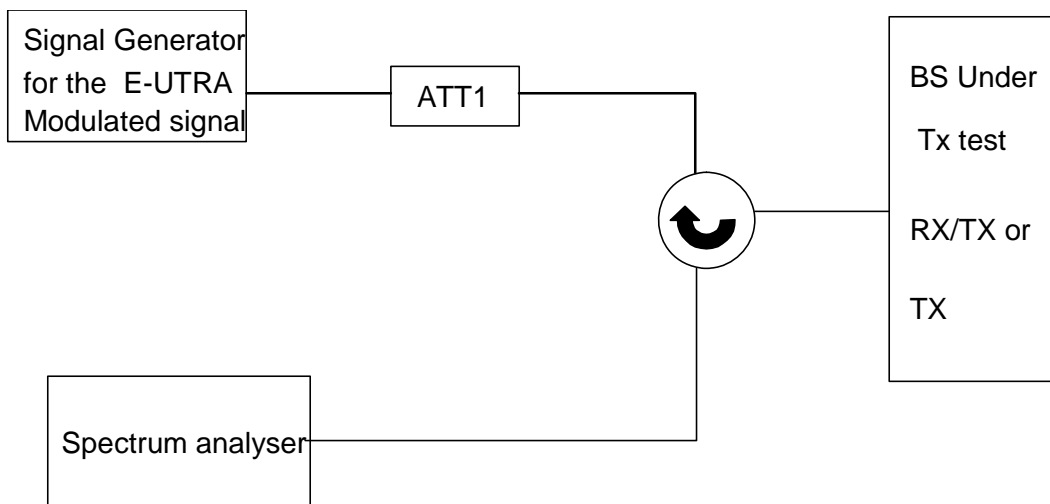 Signal Generator
for the E-UTRA
Modulated signal
ATT1
BS Under
Tx test
RX/TX or
TX
Spectrum analyser